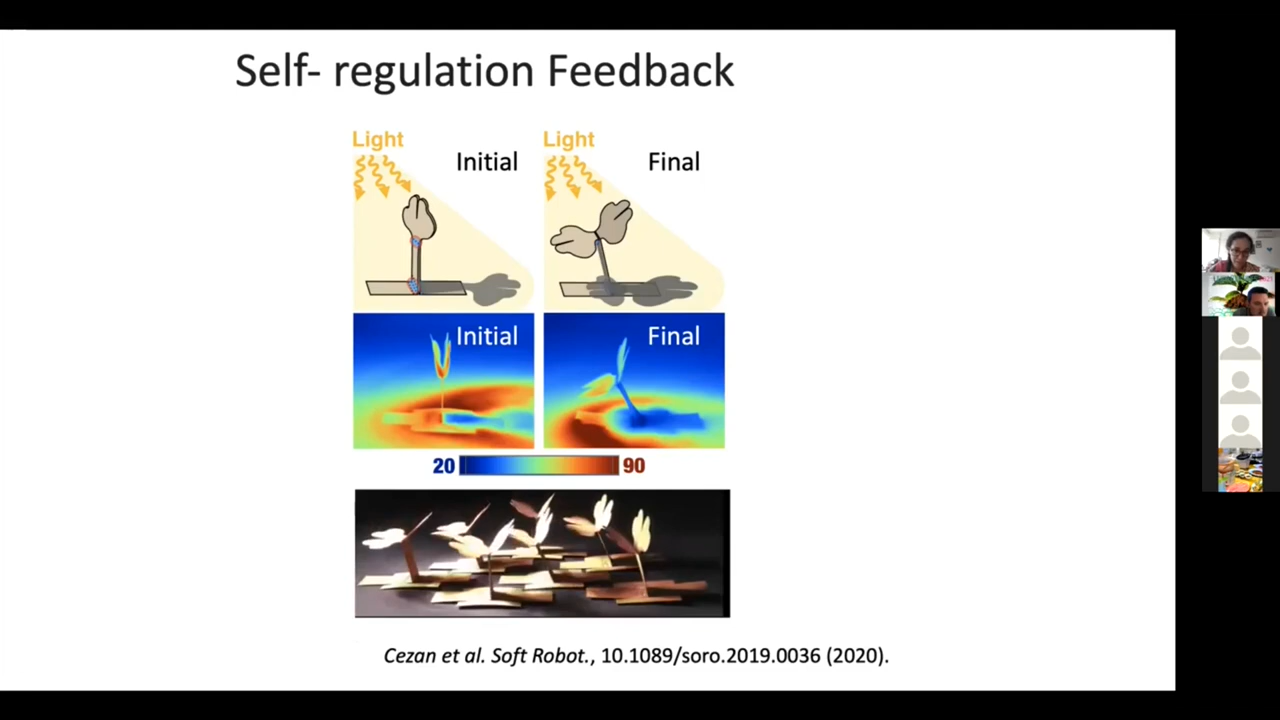 Self- regulation Feedback
Light
Initial
Light
Final
Initial
Final
20
90
Cezan et al. Soft Robot., 10.1089/soro.2019.0036 (2020).